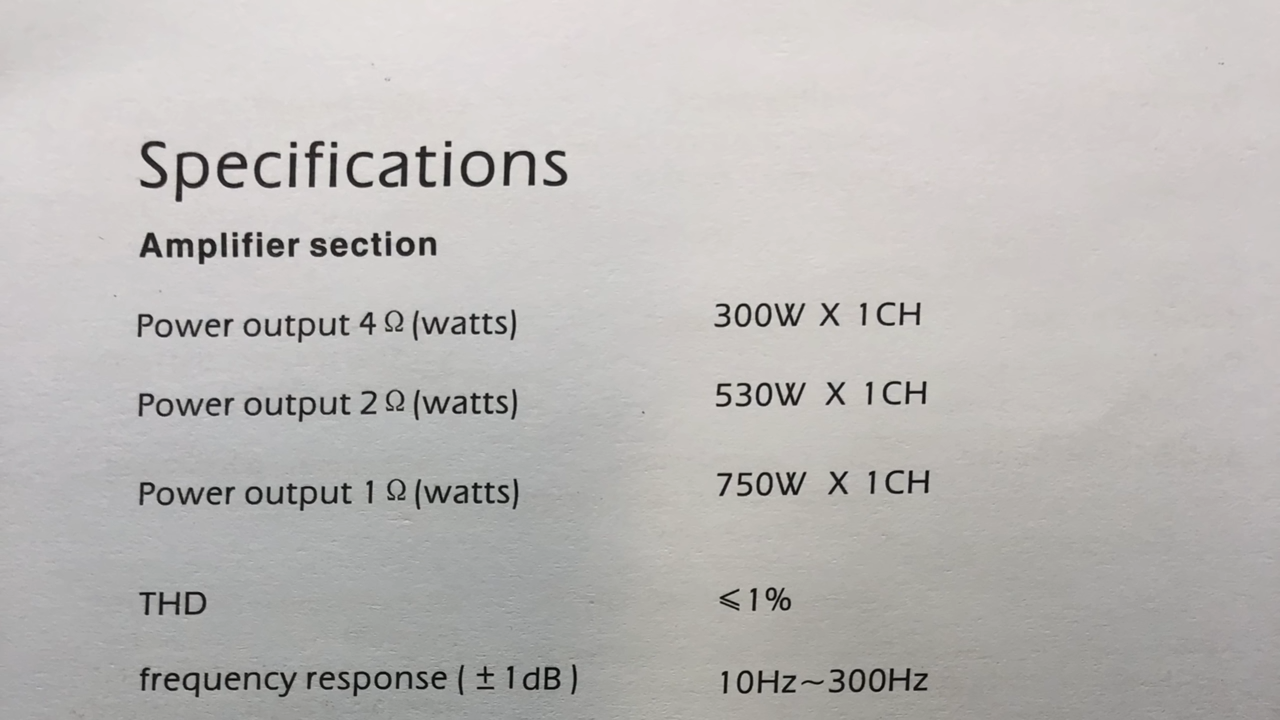 Specifications
Amplifier section
Power output 4 Ω (watts) 300W X 1CH
Power output 2 Ω (watts) 530W X 1CH
Power output 1 Ω (watts) 750W X 1CH
THD ⩽1%
frequency response ( ± 1dB ) 10Hz~300Hz